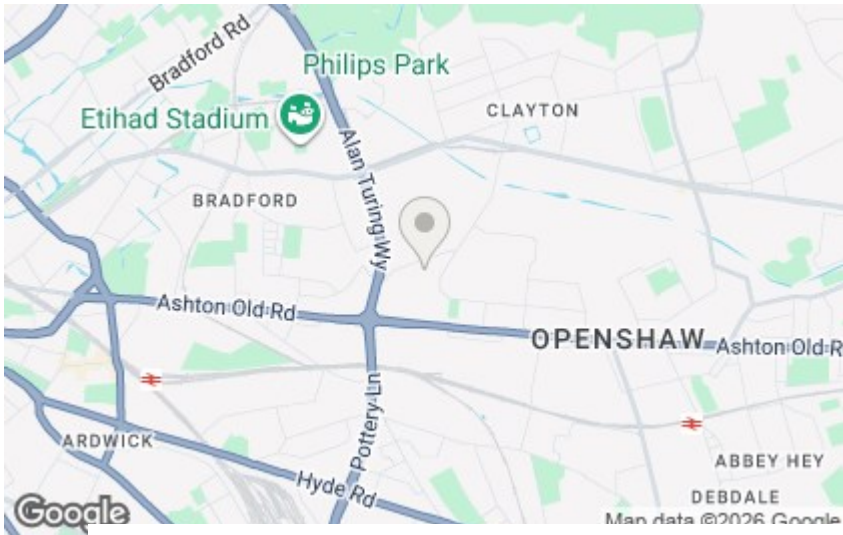 Bradford Rd
Philips Park
Etihad Stadium
CLAYTON
Alan Turing Wy
BRADFORD
Ashton Old Rd
OPENSHAW
Ashton Old R
Pottery Ln
ARDWICK
Hyde Rd
ABBEY HEY
DEBDALE
Google
Map data ©2026 Google